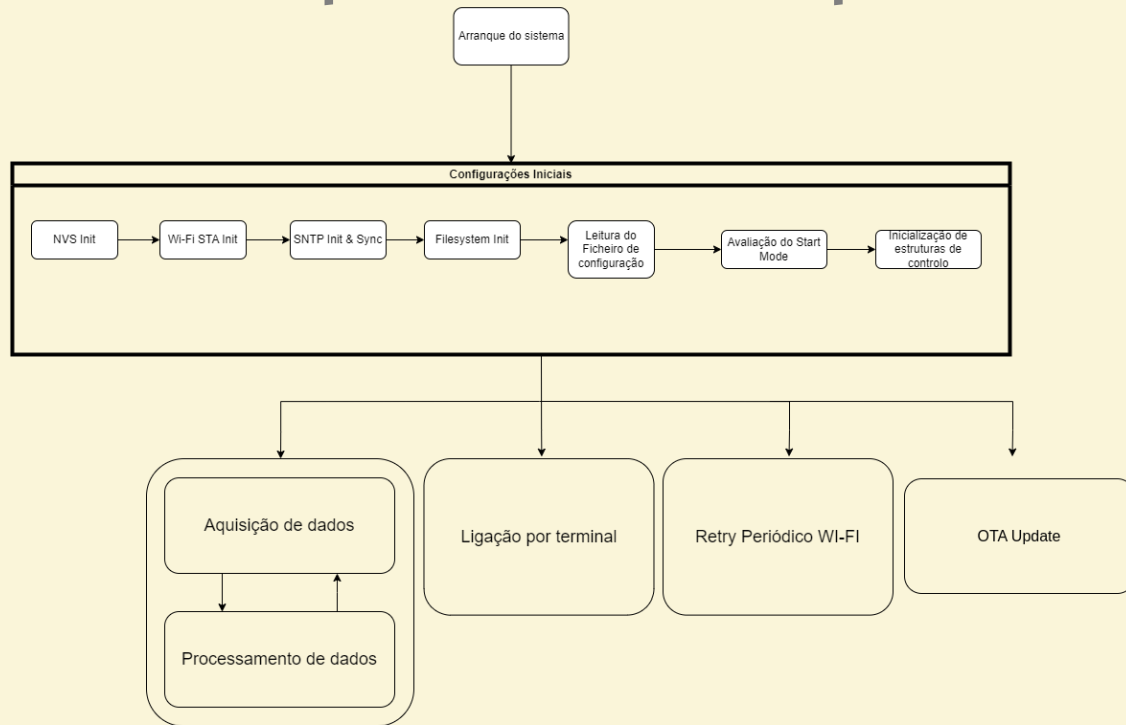 Arranque do sistema
Configurações Iniciais
NVS Init
Wi-Fi STA Init
SNTP Init & Sync
Filesystem Init
Leitura do
Ficheiro de
configuração
Avaliação do Start
Mode
Inicialização de
estruturas de
controlo
Aquisição de dados
Processamento de dados
Ligação por terminal
Retry Periódico WI-FI
OTA Update